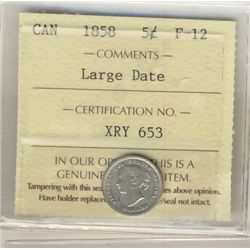 CAN 1858 5¢ F-12
COMMENTS
Large Date
CERTIFICATION NO.
XRY 653
IN OUR THIS IS A
GENUINE ITEM.
Tampering with this above opinion.
Have holder seal not intact.